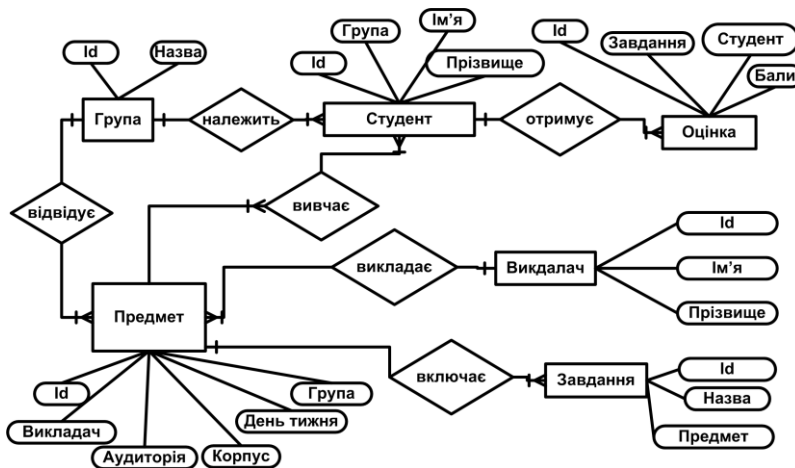 Ім’я
Id
Назва
Група
Id
Прізвище
Id
Завдання
Студент
Бали
Група
належить
Студент
отримує
Оцінка
відвідує
вивчає
Id
викладає
Викдалач
Ім’я
Прізвище
Предмет
включає
Завдання
Id
Назва
Предмет
Id
Викладач
Аудиторія
Корпус
День тижня
Група